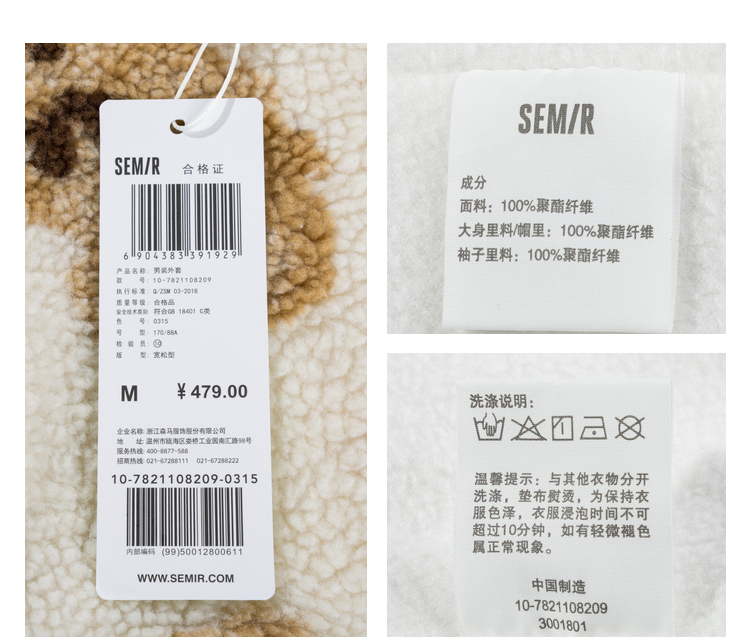 SEMIR 合格证
6 904383 391929
产品名称: 男装外套
款 号: 10-7821108209
执行标准: Q/ZSM 03-2018
质量等级: 合格品
安全技术类别: 符合GB 18401 C类
色 号: 0315
号 型: 170/88A
检 验 员: 10
版 型: 宽松型
M ¥479.00
企业名称: 浙江森马服饰股份有限公司
地 址: 温州市瓯海区娄桥工业园南汇路98号
服务热线: 400-8877-588
招商热线: 021-67288111 021-67288222
10-7821108209-0315
内部编码 (99)50012800611
WWW.SEMIR.COM
SEMIR
成分
面料: 100%聚酯纤维
大身里料/帽里: 100%聚酯纤维
袖子里料: 100%聚酯纤维
洗涤说明:
温馨提示: 与其他衣物分开
洗涤, 垫布熨烫, 为保持衣
服色泽, 衣服浸泡时间不可
超过10分钟, 如有轻微褪色
属正常现象。
中国制造
10-7821108209
3001801